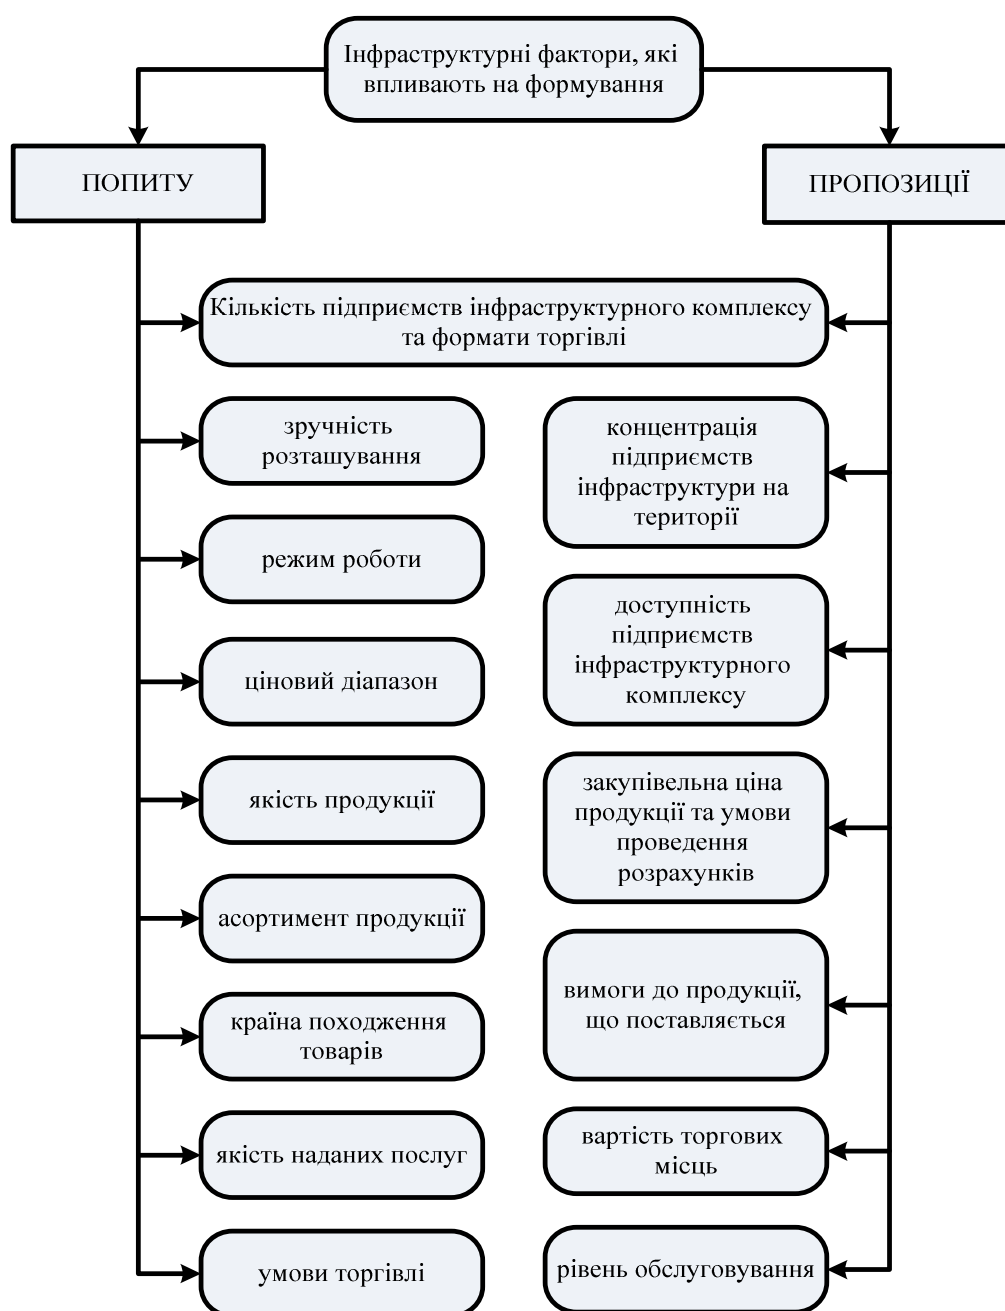 Інфраструктурні фактори, які
впливають на формування
ПОПИТУ
ПРОПОЗИЦІЇ
Кількість підприємств інфраструктурного комплексу
та формати торгівлі
зручність
розташування
режим роботи
ціновий діапазон
якість продукції
асортимент продукції
країна походження
товарів
якість наданих послуг
умови торгівлі
концентрація
підприємств
інфраструктури на
території
доступність
підприємств
інфраструктурного
комплексу
закупівельна ціна
продукції та умови
проведення
розрахунків
вимоги до продукції,
що поставляється
вартість торгових
місць
рівень обслуговування